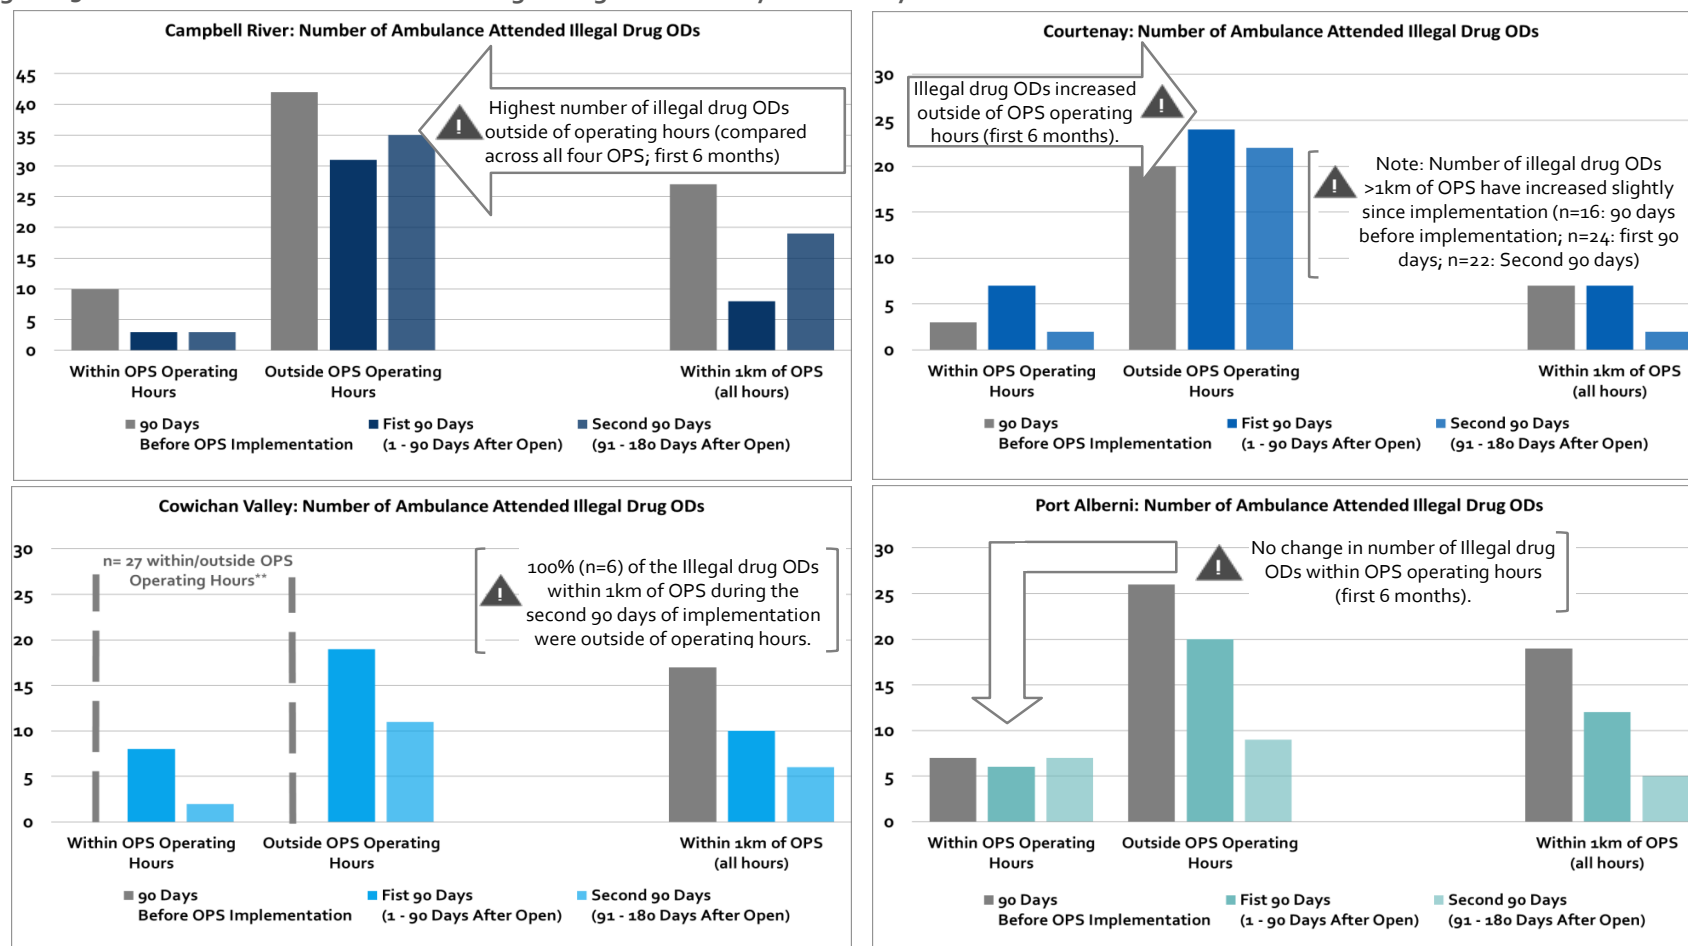 Campbell River: Number of Ambulance Attended Illegal Drug ODs
45
40
35
30
25
20
15
10
5
0
Highest number of illegal drug ODs
outside of operating hours (compared
across all four OPS; first 6 months)
Within OPS Operating
Hours
Outside OPS Operating
Hours
Within 1km of OPS
(all hours)
90 Days
Before OPS Implementation
Fist 90 Days
(1 - 90 Days After Open)
Second 90 Days
(91 - 180 Days After Open)
Courtenay: Number of Ambulance Attended Illegal Drug ODs
30
25
20
15
10
5
0
Illegal drug ODs increased
outside of OPS operating
hours (first 6 months).
Note: Number of illegal drug ODs
>1km of OPS have increased slightly
since implementation (n=16: 90 days
before implementation; n=24: first 90
days; n=22: Second 90 days)
Within OPS Operating
Hours
Outside OPS Operating
Hours
Within 1km of OPS
(all hours)
90 Days
Before OPS Implementation
Fist 90 Days
(1 - 90 Days After Open)
Second 90 Days
(91 - 180 Days After Open)
Cowichan Valley: Number of Ambulance Attended Illegal Drug ODs
30
25
20
15
10
5
0
n= 27 within/outside OPS
Operating Hours**
100% (n=6) of the Illegal drug ODs
within 1km of OPS during the
second 90 days of implementation
were outside of operating hours.
Within OPS Operating
Hours
Outside OPS Operating
Hours
Within 1km of OPS
(all hours)
90 Days
Before OPS Implementation
Fist 90 Days
(1 - 90 Days After Open)
Second 90 Days
(91 - 180 Days After Open)
Port Alberni: Number of Ambulance Attended Illegal Drug ODs
30
25
20
15
10
5
0
No change in number of Illegal drug
ODs within OPS operating hours
(first 6 months).
Within OPS Operating
Hours
Outside OPS Operating
Hours
Within 1km of OPS
(all hours)
90 Days
Before OPS Implementation
Fist 90 Days
(1 - 90 Days After Open)
Second 90 Days
(91 - 180 Days After Open)